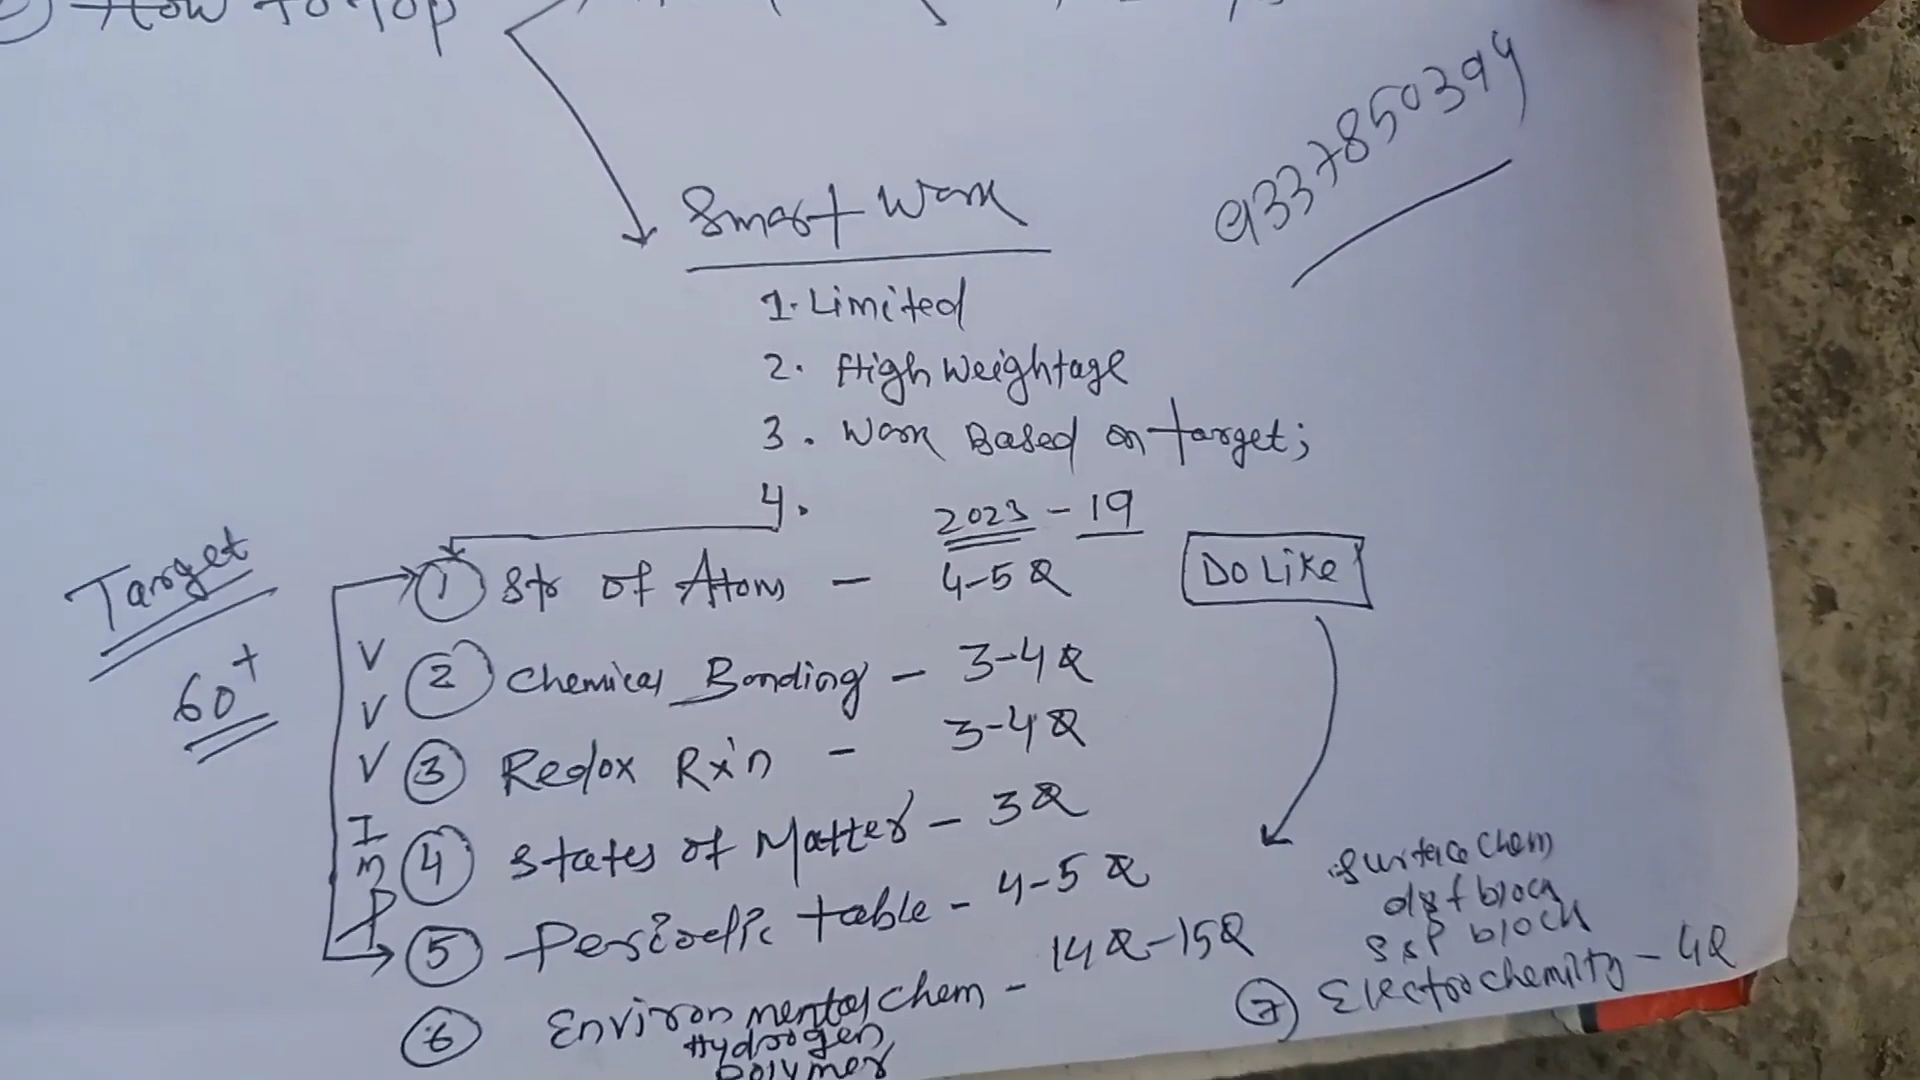 How to Top
9337850394
Smart Work
1. Limited
2. High Weightage
3. Work Based on target;
4.
2023 - 19
Target
60+
Do Like
V V V Imp
① Str of Atom - 4-5 Q
② Chemical Bonding - 3-4 Q
③ Redox Rx'n - 3-4 Q
④ States of Matter - 3 Q
⑤ Periodic table - 4-5 Q
⑥ Environmental Chem - 14 Q - 15 Q
Hydrogen
Polymer
Surface Chem
d & f block
s & p block
⑦ Electrochemistry - 4 Q